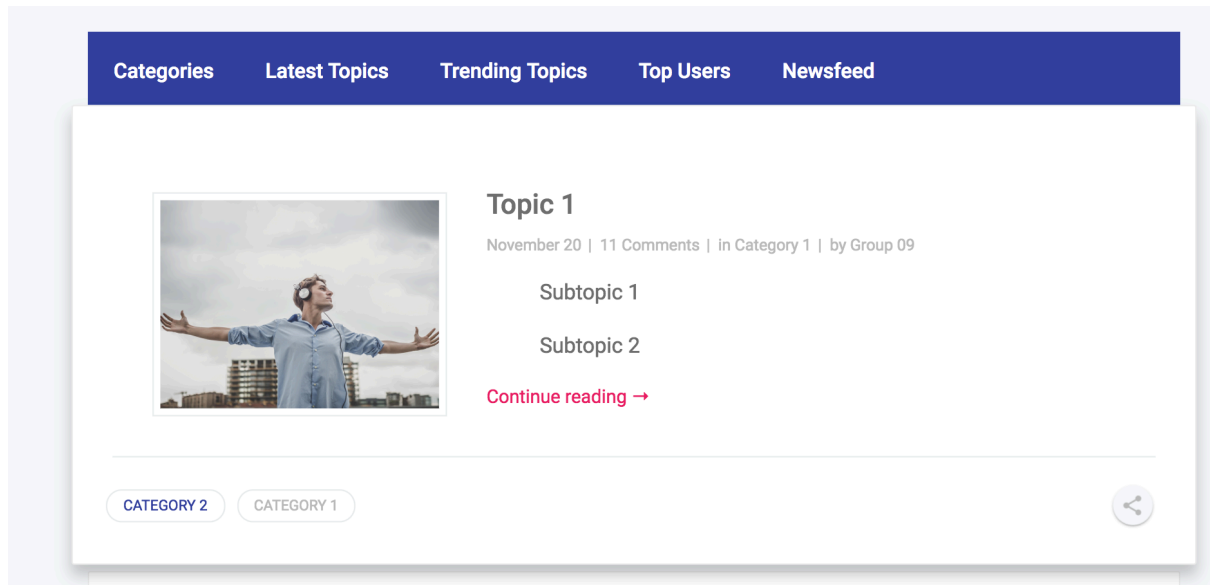 Categories Latest Topics Trending Topics Top Users Newsfeed
Topic 1
November 20 | 11 Comments | in Category 1 | by Group 09
Subtopic 1
Subtopic 2
Continue reading →
CATEGORY 2 CATEGORY 1